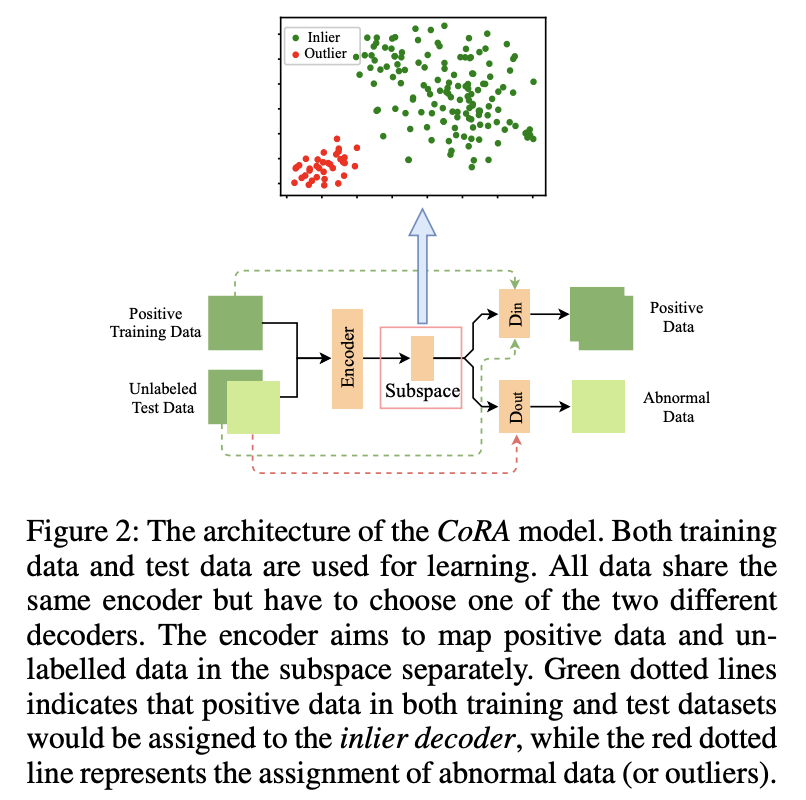 Inlier
Outlier
Positive
Training Data
Unlabeled
Test Data
Encoder
Subspace
Din
Dout
Positive
Data
Abnormal
Data
Figure 2: The architecture of the CoRA model. Both training
data and test data are used for learning. All data share the
same encoder but have to choose one of the two different
decoders. The encoder aims to map positive data and un-
labelled data in the subspace separately. Green dotted lines
indicates that positive data in both training and test datasets
would be assigned to the inlier decoder, while the red dotted
line represents the assignment of abnormal data (or outliers).